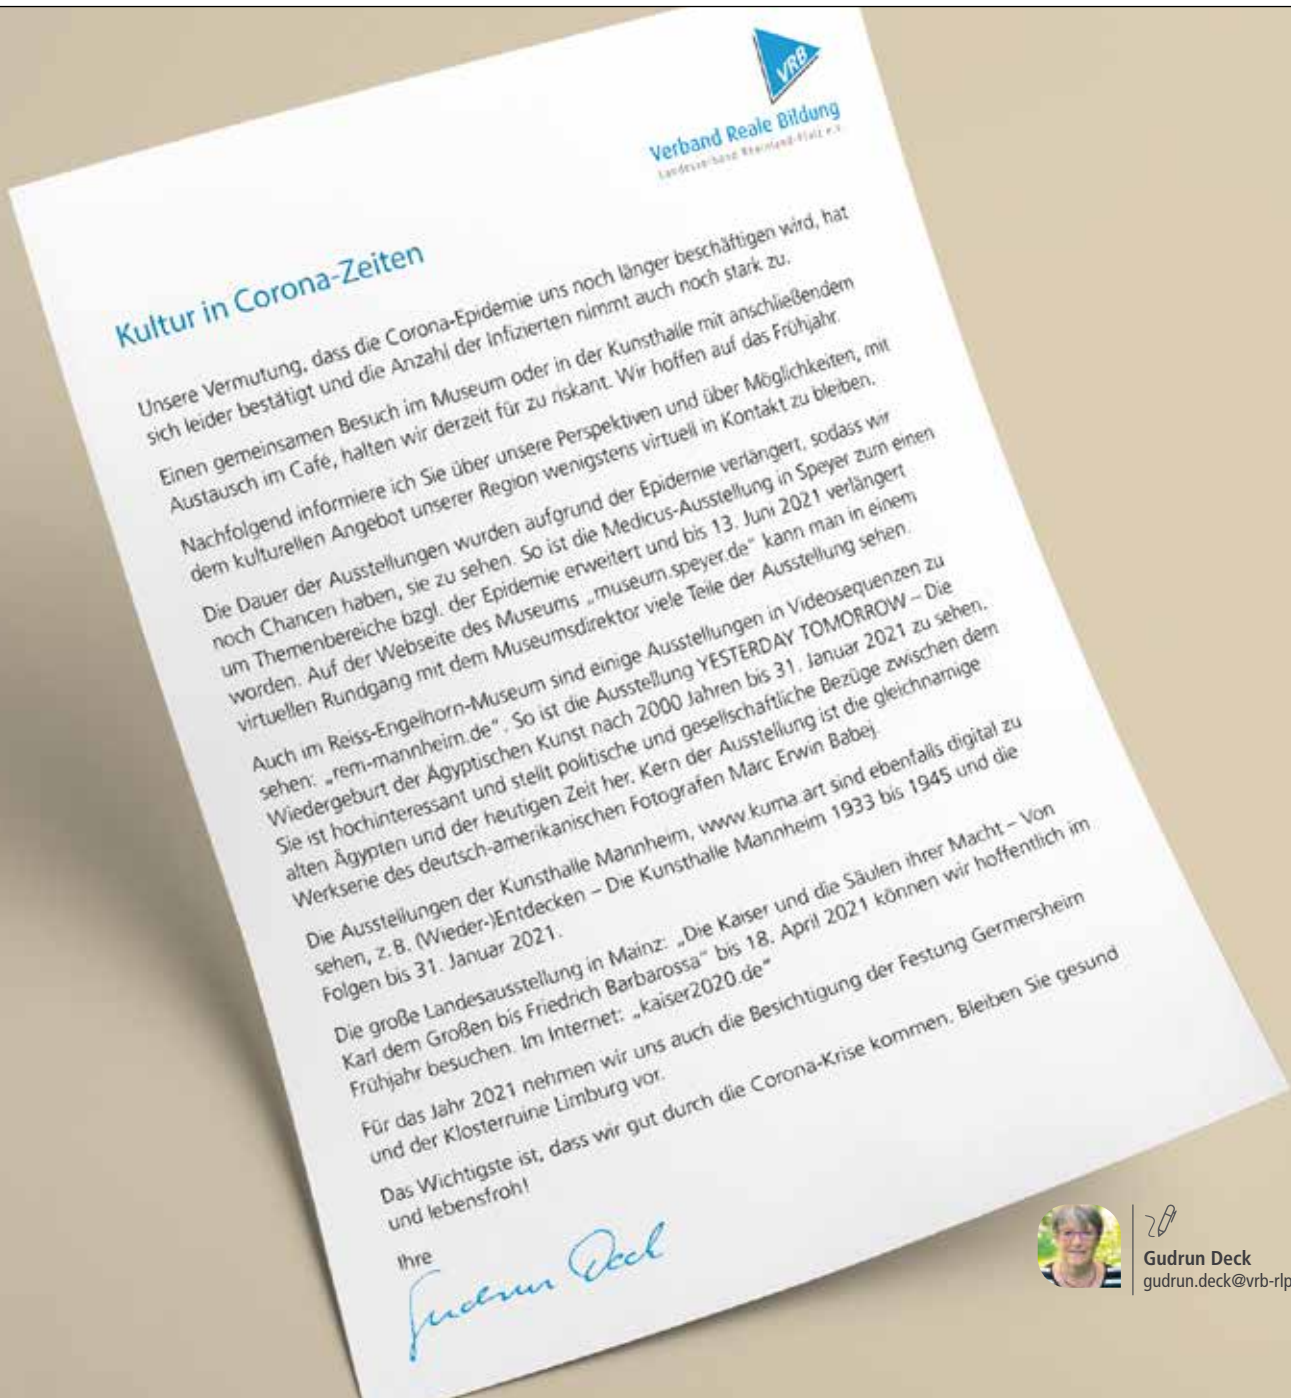 VRB
Verband Reale Bildung
Landesverband Rheinland-Pfalz e.V.
Kultur in Corona-Zeiten
Unsere Vermutung, dass die Corona-Epidemie uns noch länger beschäftigen wird, hat
sich leider bestätigt und die Anzahl der Infizierten nimmt auch noch stark zu.
Einen gemeinsamen Besuch im Museum oder in der Kunsthalle mit anschließendem
Austausch im Café, halten wir derzeit für zu riskant. Wir hoffen auf das Frühjahr.
Nachfolgend informiere ich Sie über unsere Perspektiven und über Möglichkeiten, mit
dem kulturellen Angebot unserer Region wenigstens virtuell in Kontakt zu bleiben.
Die Dauer der Ausstellungen wurden aufgrund der Epidemie verlängert, sodass wir
noch Chancen haben, sie zu sehen. So ist die Medicus-Ausstellung in Speyer zum einen
um Themenbereiche bzgl. der Epidemie erweitert und bis 13. Juni 2021 verlängert
worden. Auf der Webseite des Museums „museum.speyer.de“ kann man in einem
virtuellen Rundgang mit dem Museumsdirektor viele Teile der Ausstellung sehen.
Auch im Reiss-Engelhorn-Museum sind einige Ausstellungen in Videosequenzen zu
sehen: „rem-mannheim.de“. So ist die Ausstellung YESTERDAY TOMORROW – Die
Wiedergeburt der Ägyptischen Kunst nach 2000 Jahren bis 31. Januar 2021 zu sehen.
Sie ist hochinteressant und stellt politische und gesellschaftliche Bezüge zwischen dem
alten Ägypten und der heutigen Zeit her. Kern der Ausstellung ist die gleichnamige
Werkserie des deutsch-amerikanischen Fotografen Marc Erwin Babej.
Die Ausstellungen der Kunsthalle Mannheim, www.kuma.art sind ebenfalls digital zu
sehen, z. B. (Wieder-)Entdecken – Die Kunsthalle Mannheim 1933 bis 1945 und die
Folgen bis 31. Januar 2021.
Die große Landesausstellung in Mainz: „Die Kaiser und die Säulen ihrer Macht – Von
Karl dem Großen bis Friedrich Barbarossa“ bis 18. April 2021 können wir hoffentlich im
Frühjahr besuchen. Im Internet: „kaiser2020.de“
Für das Jahr 2021 nehmen wir uns auch die Besichtigung der Festung Germersheim
und der Klosterruine Limburg vor.
Das Wichtigste ist, dass wir gut durch die Corona-Krise kommen. Bleiben Sie gesund
und lebensfroh!
Ihre
Gudrun Deck
Gudrun Deck
gudrun.deck@vrb-rlp